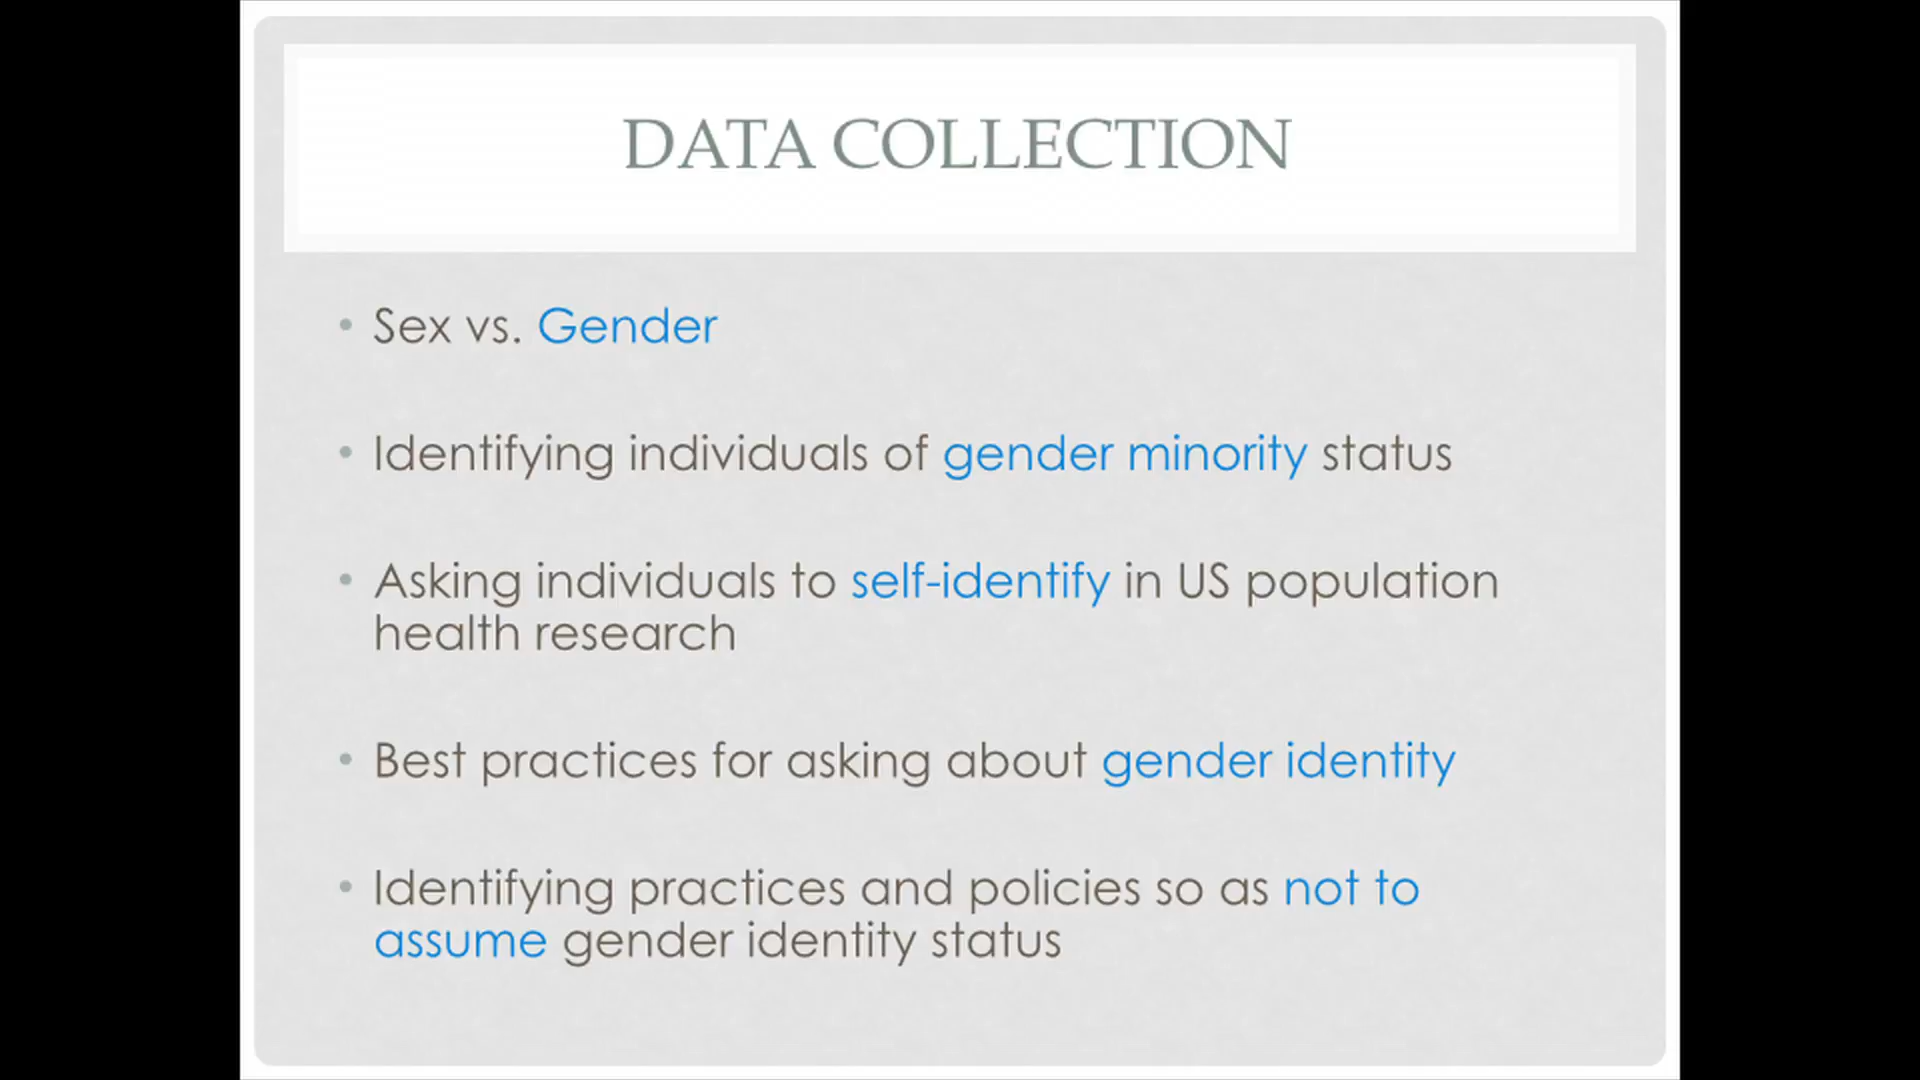 DATA COLLECTION
• Sex vs. Gender
• Identifying individuals of gender minority status
• Asking individuals to self-identify in US population
health research
• Best practices for asking about gender identity
• Identifying practices and policies so as not to
assume gender identity status